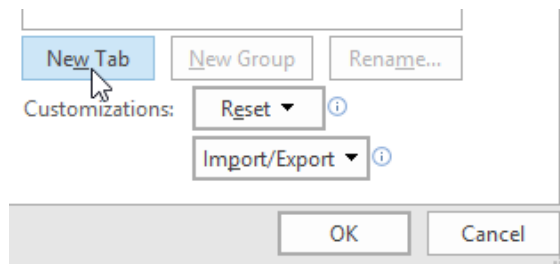 New Tab New Group Rename...
Customizations: Reset
Import/Export
OK Cancel